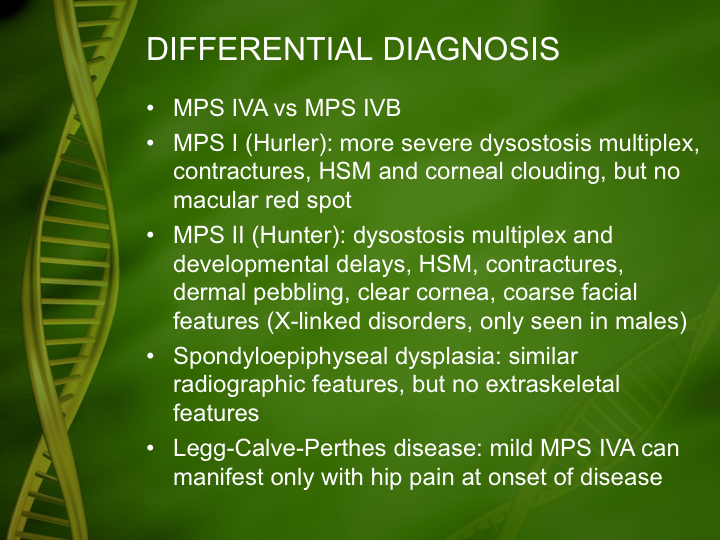 DIFFERENTIAL DIAGNOSIS
• MPS IVA vs MPS IVB
• MPS I (Hurler): more severe dysostosis multiplex,
contractures, HSM and corneal clouding, but no
macular red spot
• MPS II (Hunter): dysostosis multiplex and
developmental delays, HSM, contractures,
dermal pebbling, clear cornea, coarse facial
features (X-linked disorders, only seen in males)
• Spondyloepiphyseal dysplasia: similar
radiographic features, but no extraskeletal
features
• Legg-Calve-Perthes disease: mild MPS IVA can
manifest only with hip pain at onset of disease